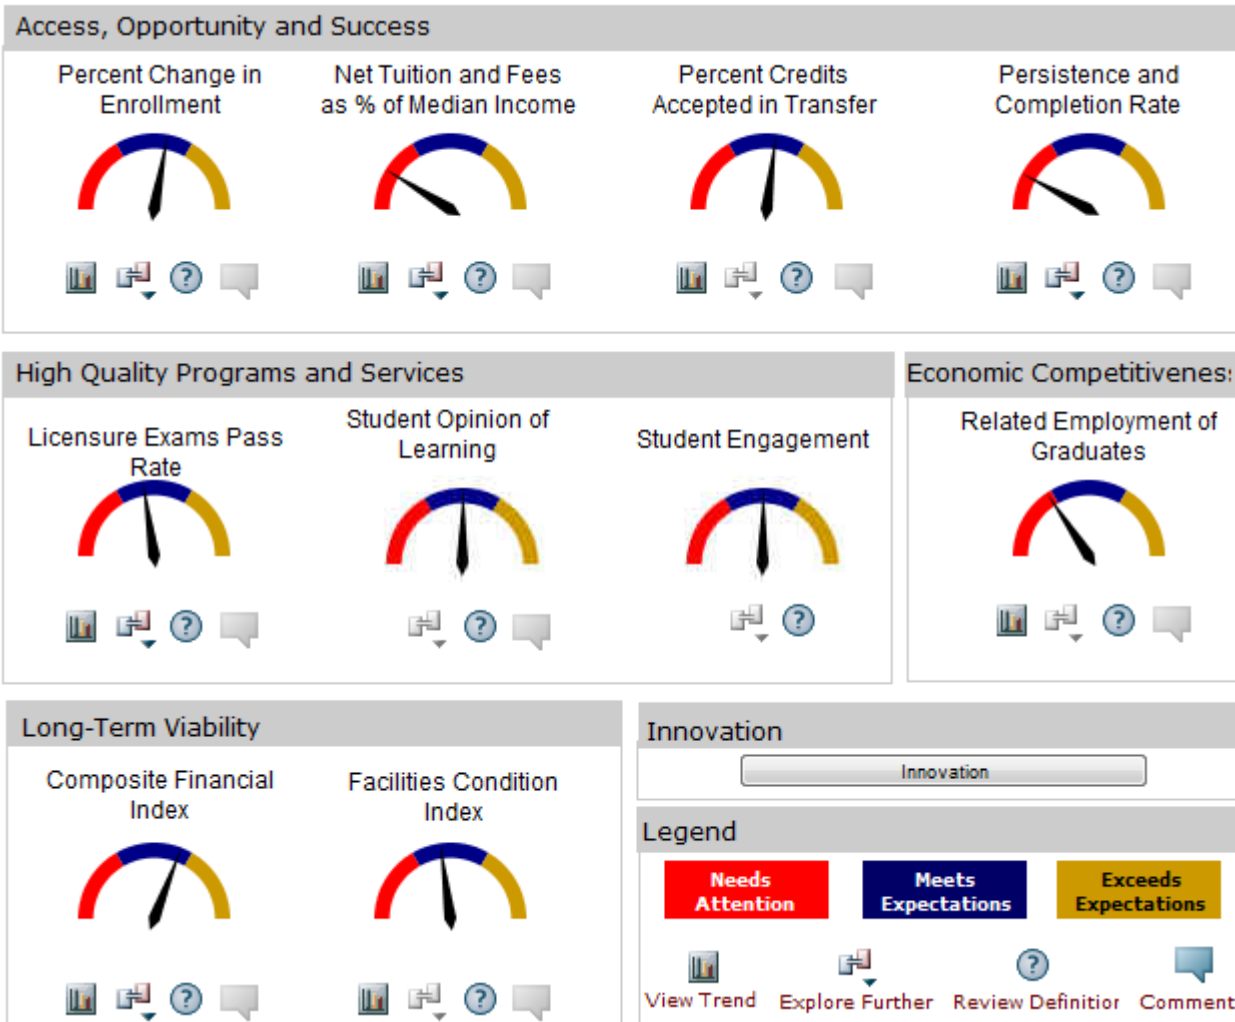 Access, Opportunity and Success
Percent Change in
Enrollment
Net Tuition and Fees
as % of Median Income
Percent Credits
Accepted in Transfer
Persistence and
Completion Rate
High Quality Programs and Services
Licensure Exams Pass
Rate
Student Opinion of
Learning
Student Engagement
Economic Competitiveness
Related Employment of
Graduates
Long-Term Viability
Composite Financial
Index
Facilities Condition
Index
Innovation
Innovation
Legend
Needs
Attention
Meets
Expectations
Exceeds
Expectations
View Trend
Explore Further
Review Definition
Comment